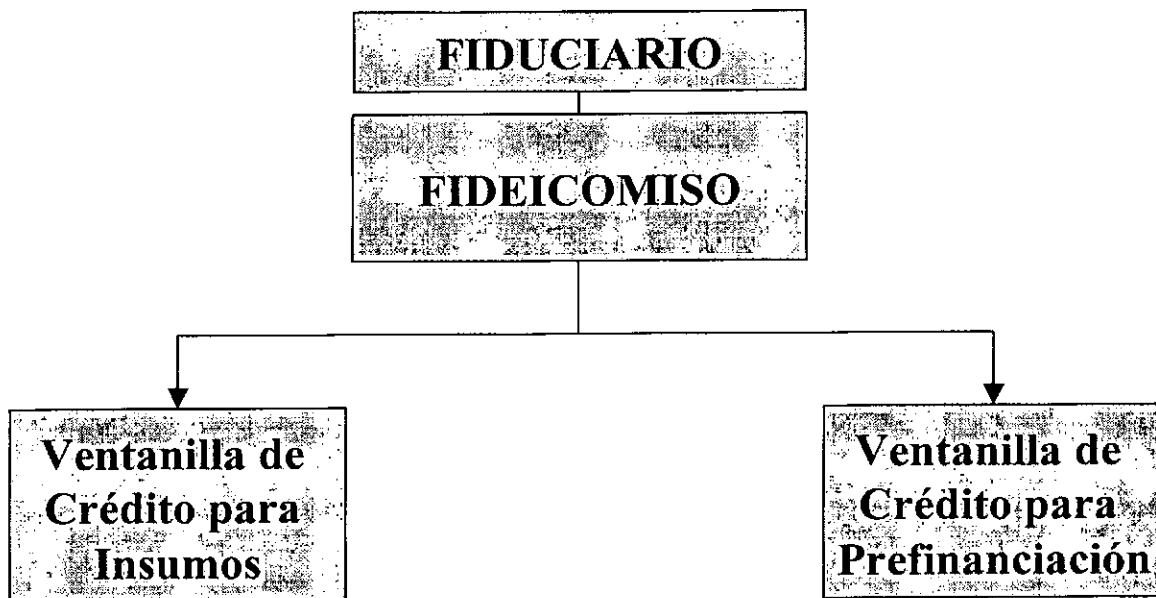 FIDUCIARIO
FIDEICOMISO
Ventanilla de
Crédito para
Insumos
Ventanilla de
Crédito para
Prefinanciación